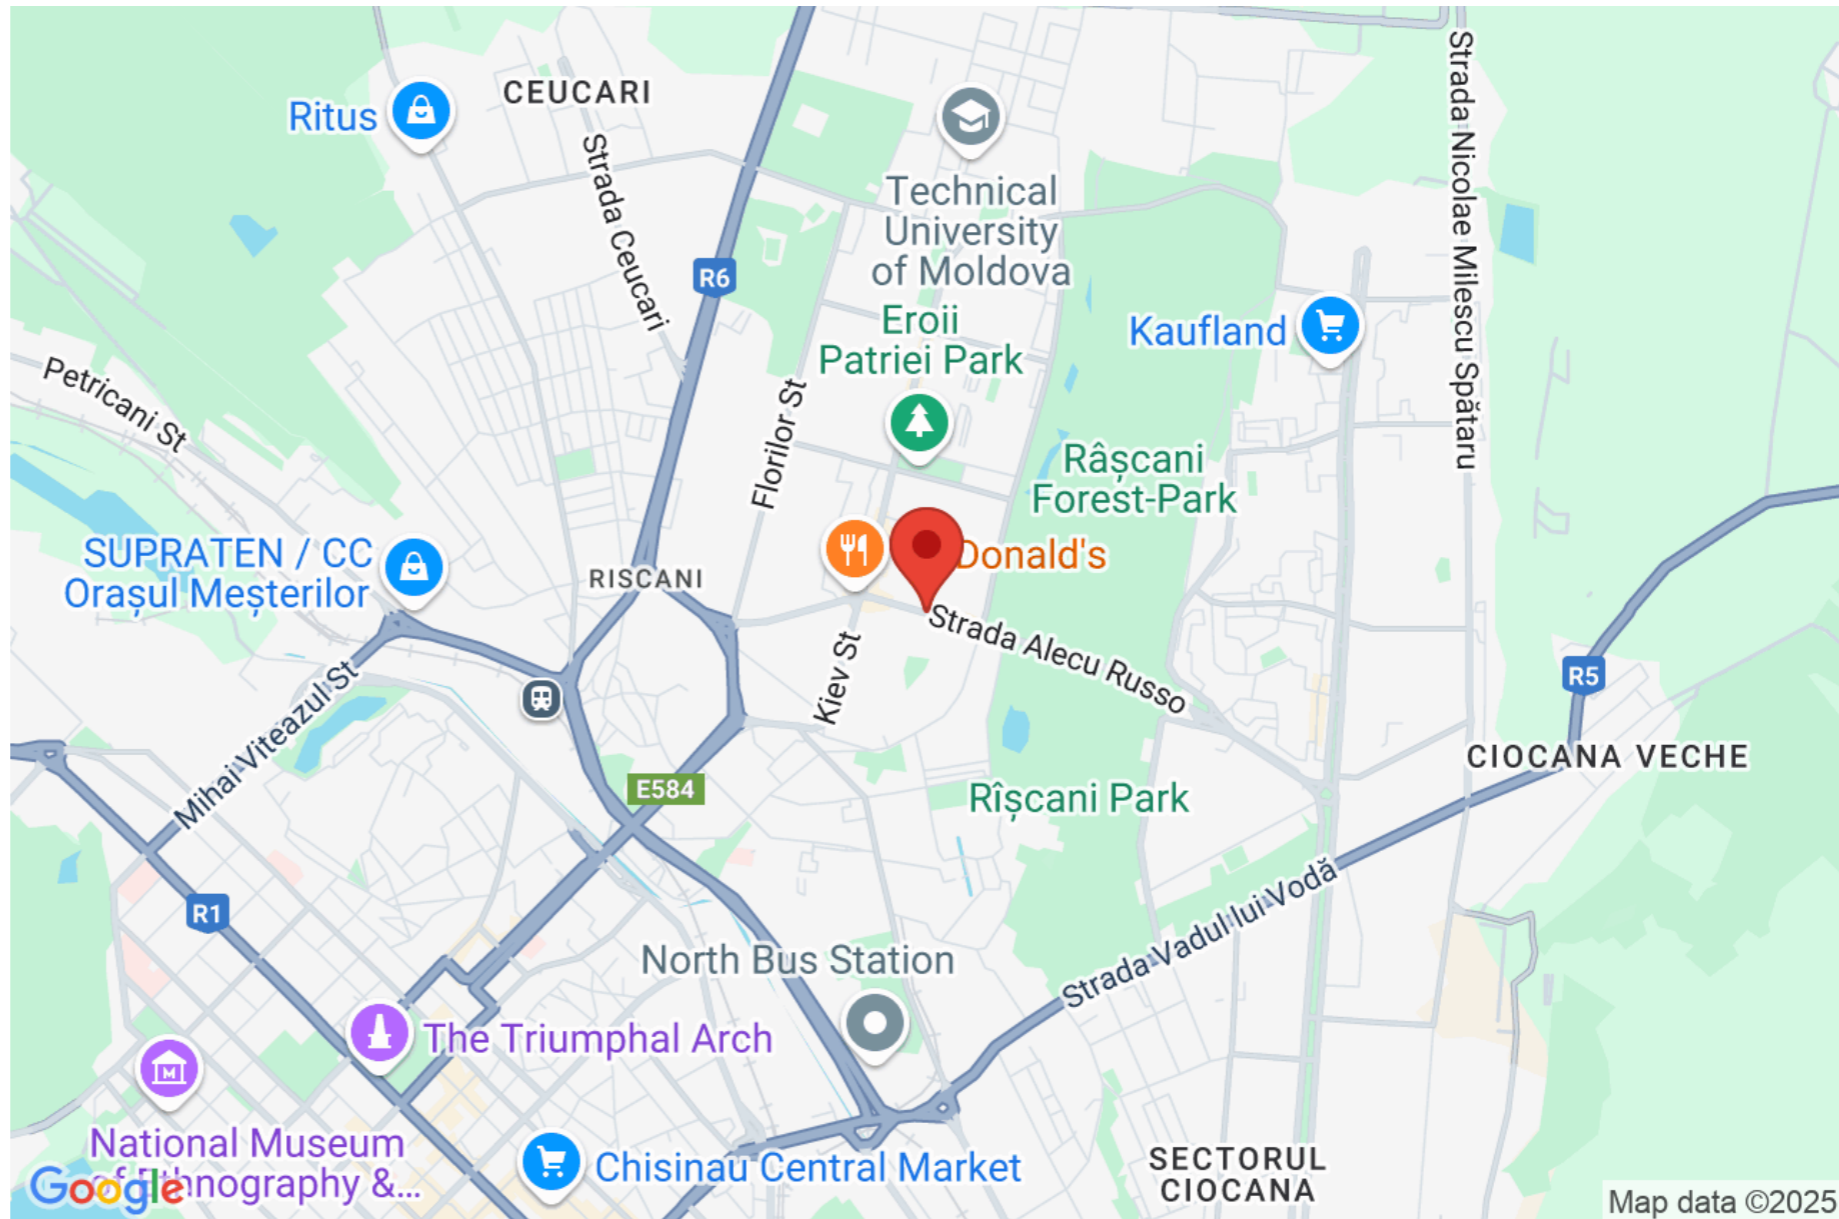 CEUCARI
Ritus
Strada Ceucari
Technical
University
of Moldova
Strada Nicolae Milescu Spătaru
R6
Eroii
Patriei Park
Kaufland
Petricani St
Florilor St
Râșcani
Forest-Park
SUPRATEN / CC
Orașul Meșterilor
RISCANI
Donald's
Strada Alecu Russo
Kiev St
R5
Mihai Viteazul St
CIOCANA VECHE
E584
Rîșcani Park
R1
Strada Vadul lui Vodă
North Bus Station
The Triumphal Arch
National Museum
of Ethnography &...
Chisinau Central Market
SECTORUL
CIOCANA
Google
Map data ©2025